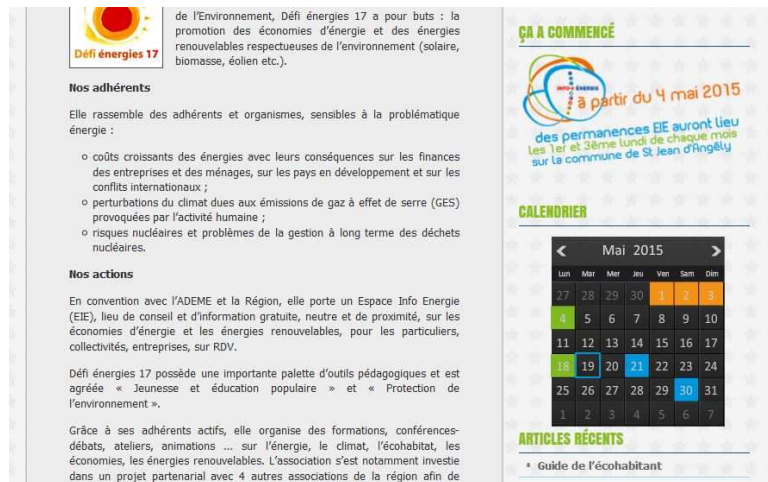 Défi énergies 17
de l'Environnement, Défi énergies 17 a pour buts : la
promotion des économies d'énergie et des énergies
renouvelables respectueuses de l'environnement (solaire,
biomasse, éolien etc.).
Nos adhérents
Elle rassemble des adhérents et organismes, sensibles à la problématique
énergie :
coûts croissants des énergies avec leurs conséquences sur les finances
des entreprises et des ménages, sur les pays en développement et sur les
conflits internationaux ;
perturbations du climat dues aux émissions de gaz à effet de serre (GES)
provoquées par l'activité humaine ;
risques nucléaires et problèmes de la gestion à long terme des déchets
nucléaires.
Nos actions
En convention avec l'ADEME et la Région, elle porte un Espace Info Energie
(EIE), lieu de conseil et d'information gratuite, neutre et de proximité, sur les
économies d'énergie et les énergies renouvelables, pour les particuliers,
collectivités, entreprises, sur RDV.
Défi énergies 17 possède une importante palette d'outils pédagogiques et est
agréée « Jeunesse et éducation populaire » et « Protection de
l'environnement ».
Grâce à ses adhérents actifs, elle organise des formations, conférences-
débats, ateliers, animations ... sur l'énergie, le climat, l'écohabitat, les
économies, les énergies renouvelables. L'association s'est notamment investie
dans un projet partenarial avec 4 autres associations de la région afin de
ÇA A COMMENCÉ
INFO ÉNERGIE
à partir du 4 mai 2015
des permanences EIE auront lieu
les 1er et 3ème lundi de chaque mois
sur la commune de St Jean d'Angély
CALENDRIER
Mai 2015
Lun Mar Mer Jeu Ven Sam Dim
27 28 29 30 1 2 3
4 5 6 7 8 9 10
11 12 13 14 15 16 17
18 19 20 21 22 23 24
25 26 27 28 29 30 31
1 2 3 4 5 6 7
ARTICLES RÉCENTS
Guide de l'écohabitant